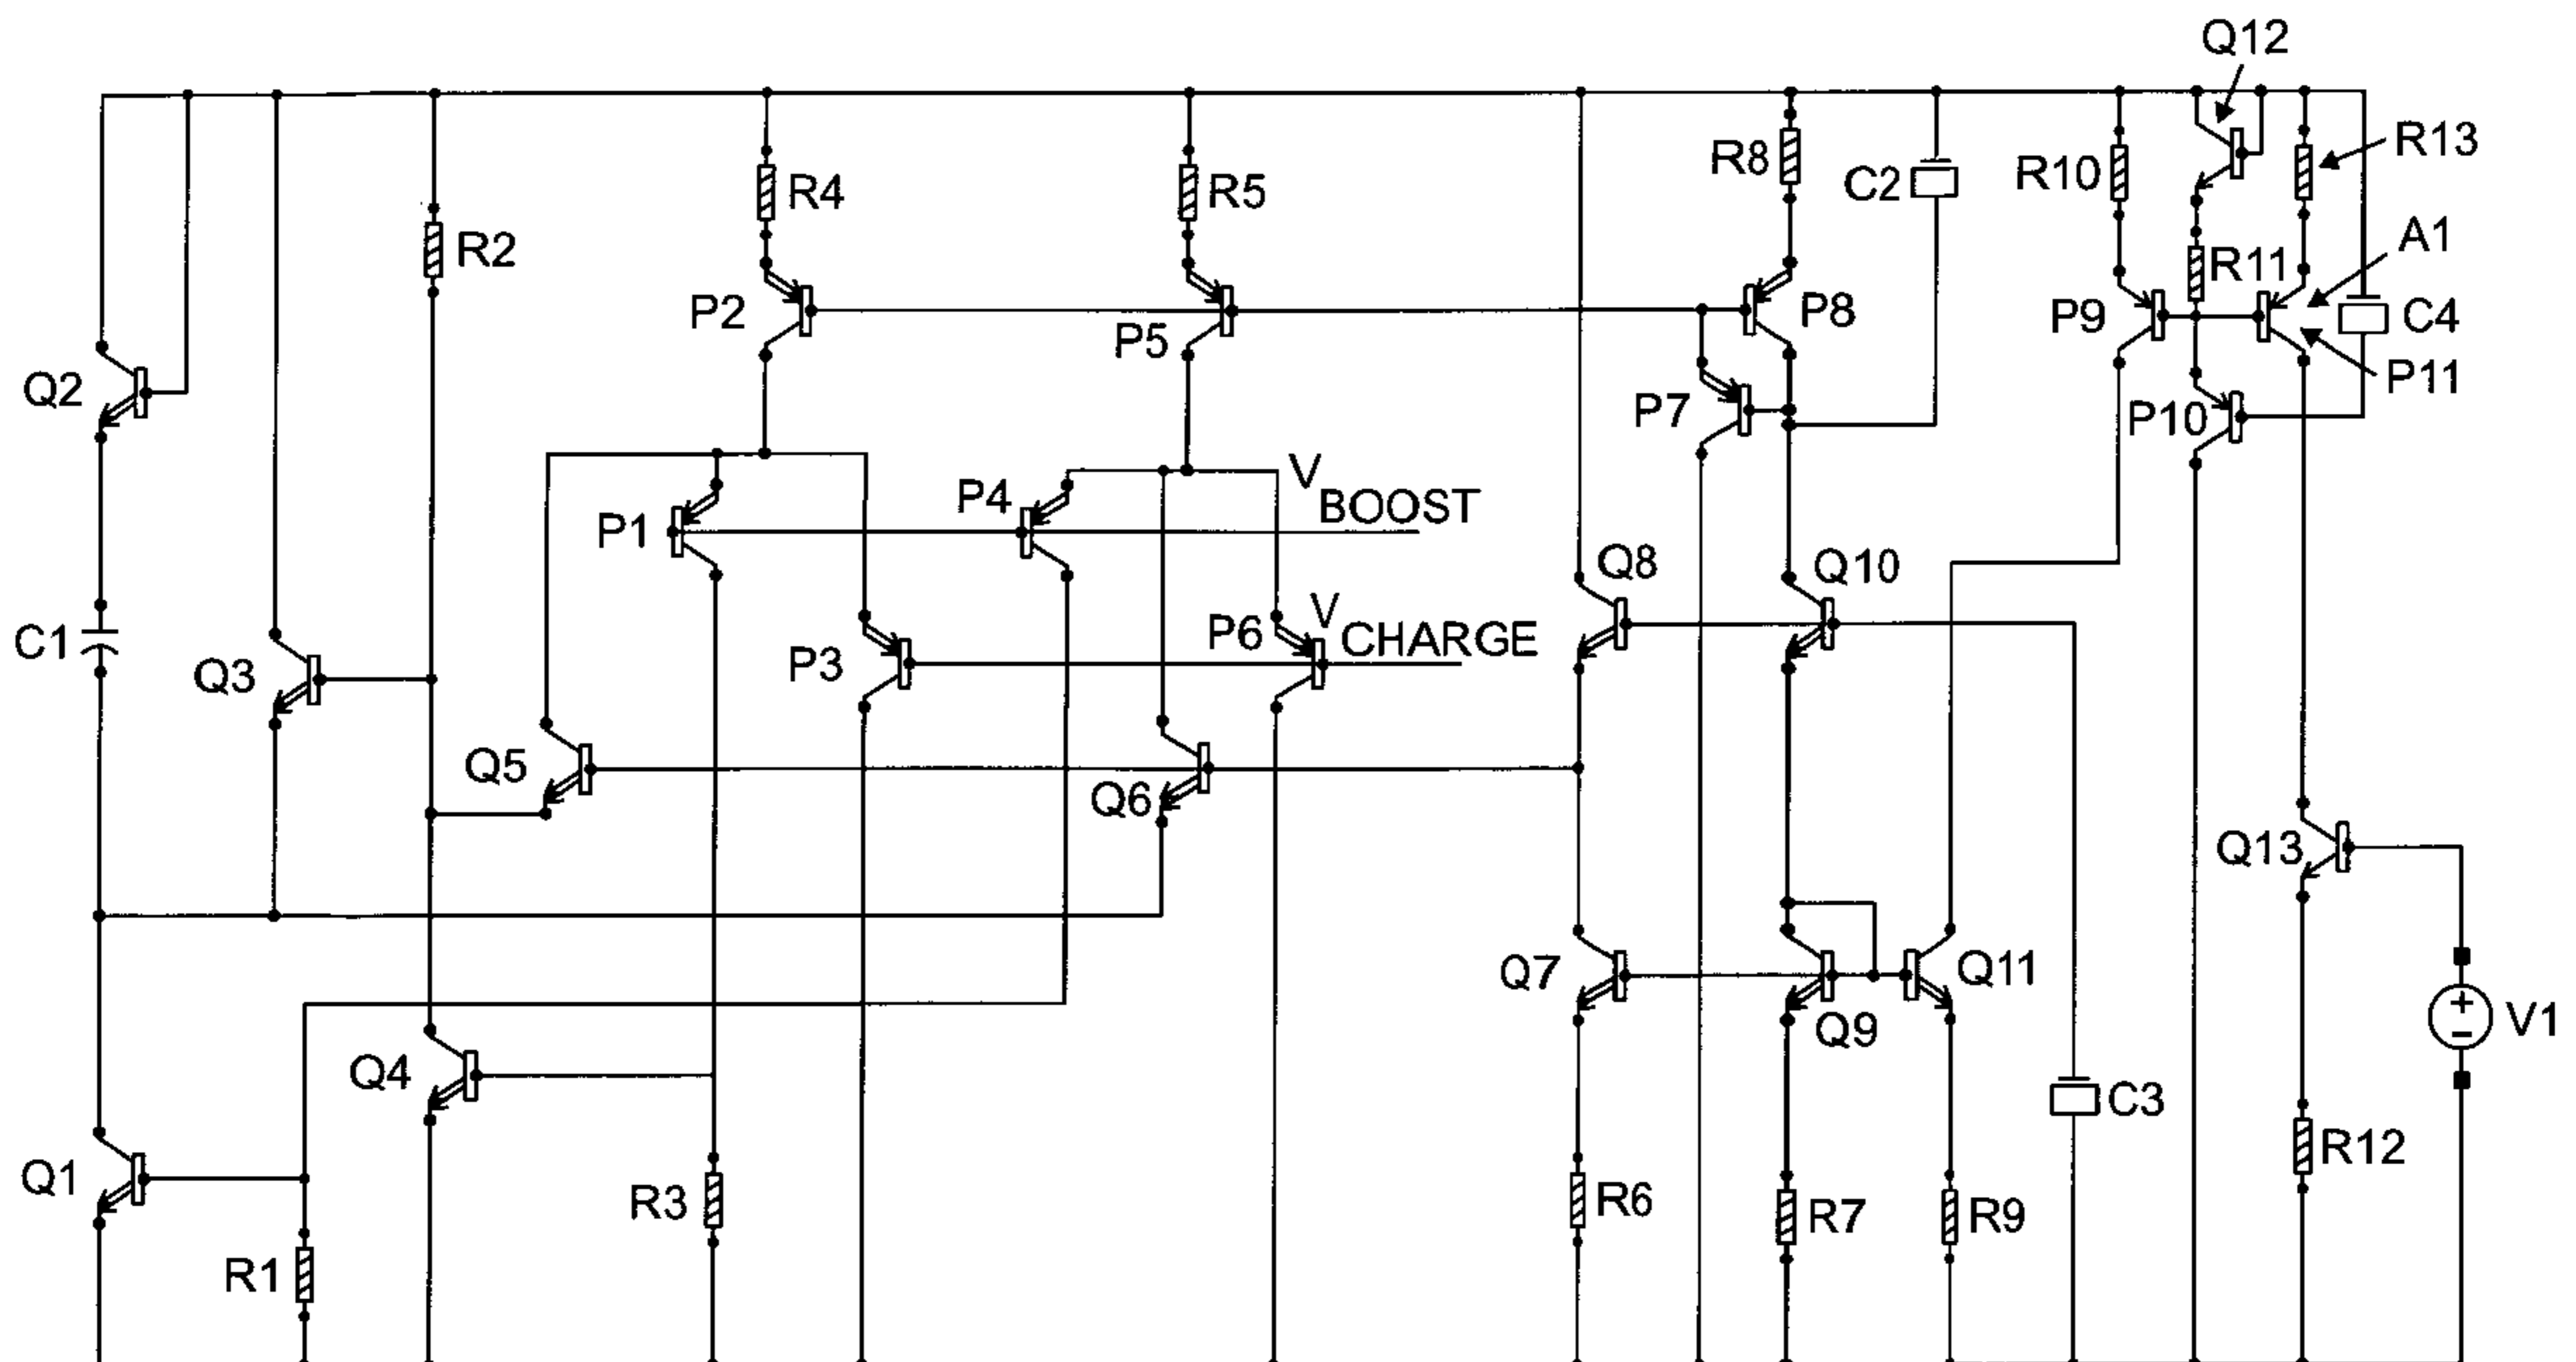 Q12
R13
R8
C2
R10
R4
R5
R2
A1
R11
P2
P8
P9
C4
P5
Q2
P7
P11
P10
V BOOST
P4
P1
Q8
Q10
V CHARGE
P6
C1
P3
Q3
Q5
Q6
Q13
Q7
Q11
V1
Q9
Q4
C3
R12
Q1
R3
R6
R7
R9
R1
+
–